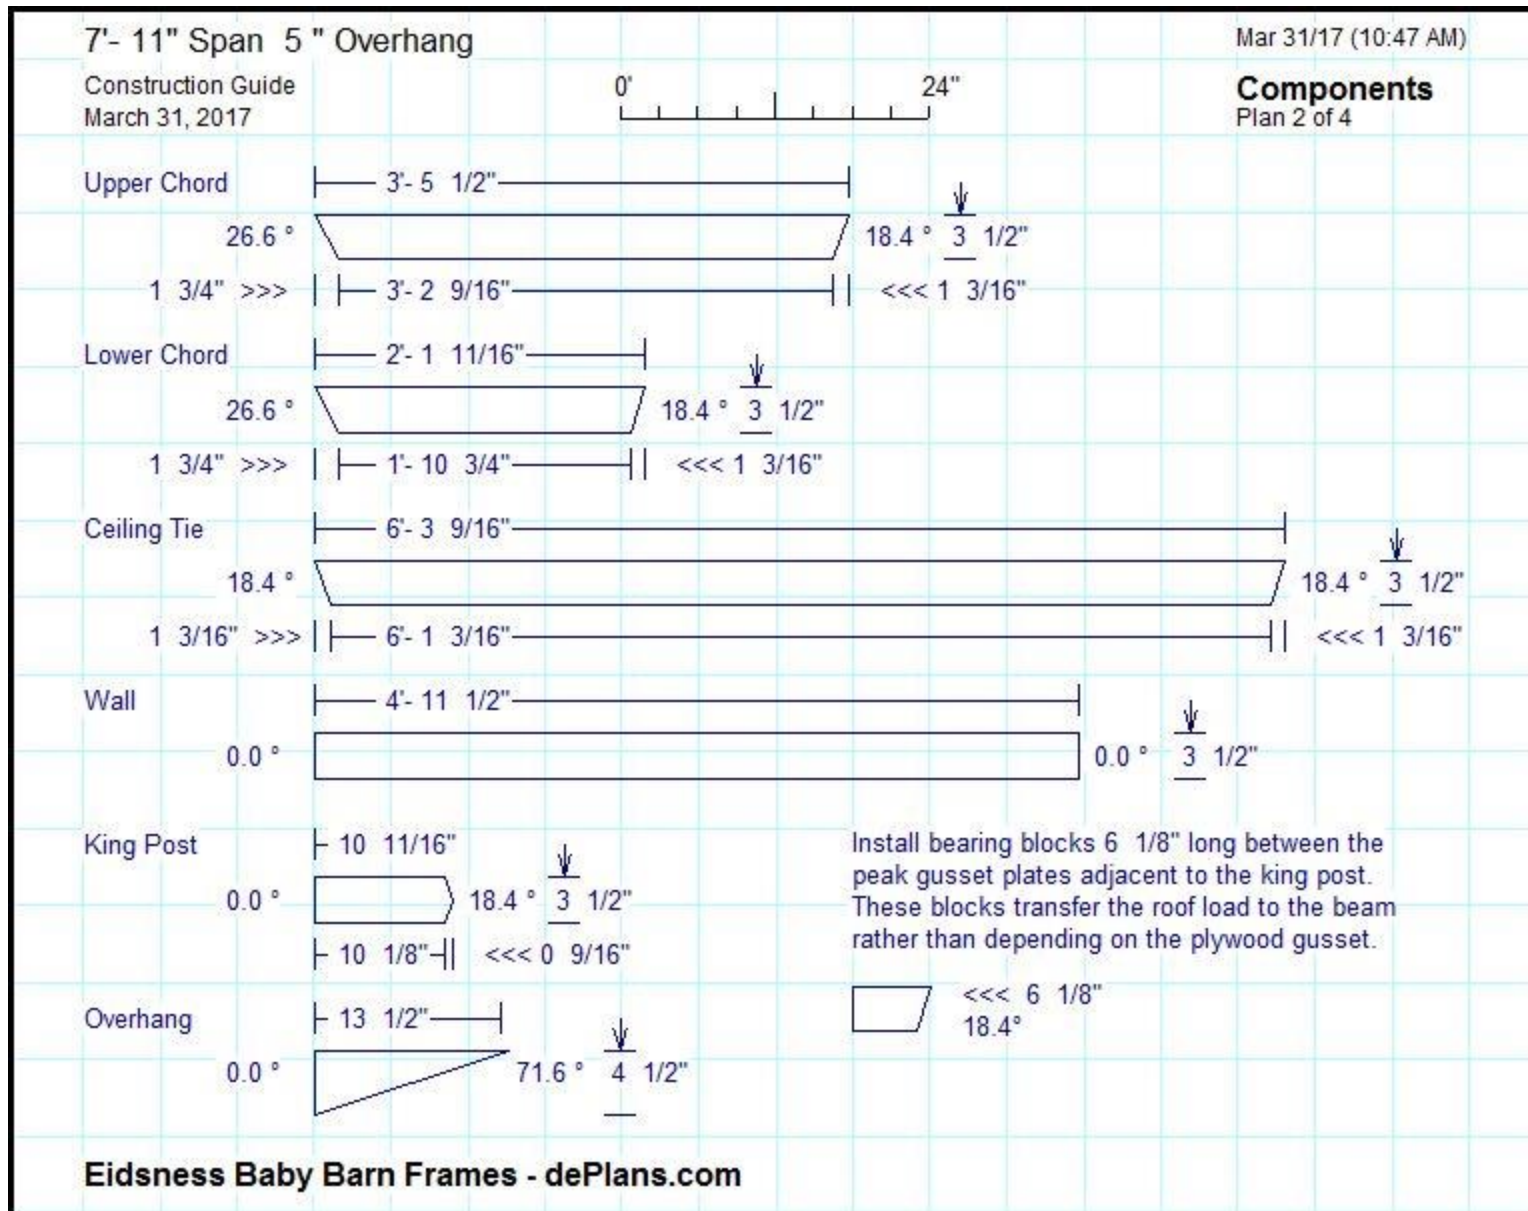 7'- 11" Span 5 " Overhang
Mar 31/17 (10:47 AM)
Construction Guide
March 31, 2017
0'
24"
Components
Plan 2 of 4
Upper Chord
3'- 5 1/2"
26.6 °
18.4 ° 3 1/2"
1 3/4" >>>
3'- 2 9/16"
<<< 1 3/16"
Lower Chord
2'- 1 11/16"
26.6 °
18.4 ° 3 1/2"
1 3/4" >>>
1'- 10 3/4"
<<< 1 3/16"
Ceiling Tie
6'- 3 9/16"
18.4 °
18.4 ° 3 1/2"
1 3/16" >>>
6'- 1 3/16"
<<< 1 3/16"
Wall
4'- 11 1/2"
0.0 °
0.0 ° 3 1/2"
King Post
10 11/16"
0.0 °
18.4 ° 3 1/2"
10 1/8"
<<< 0 9/16"
Install bearing blocks 6 1/8" long between the
peak gusset plates adjacent to the king post.
These blocks transfer the roof load to the beam
rather than depending on the plywood gusset.
<<< 6 1/8"
18.4°
Overhang
13 1/2"
0.0 °
71.6 ° 4 1/2"
Eidsness Baby Barn Frames - dePlans.com